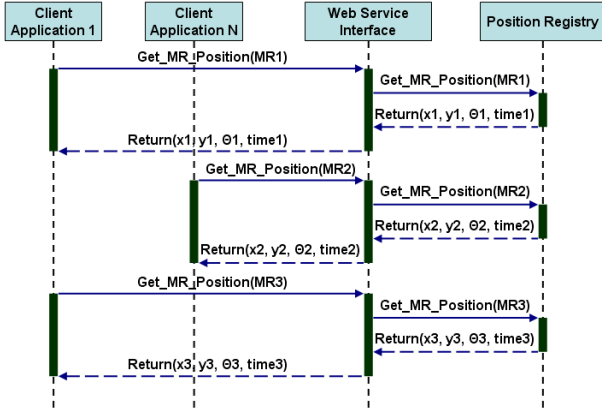 Client
Application 1
Client
Application N
Web Service
Interface
Position Registry
Get_MR_Position(MR1)
Get_MR_Position(MR1)
Return(x1, y1, Θ1, time1)
Return(x1, y1, Θ1, time1)
Get_MR_Position(MR2)
Get_MR_Position(MR2)
Return(x2, y2, Θ2, time2)
Return(x2, y2, Θ2, time2)
Get_MR_Position(MR3)
Get_MR_Position(MR3)
Return(x3, y3, Θ3, time3)
Return(x3, y3, Θ3, time3)